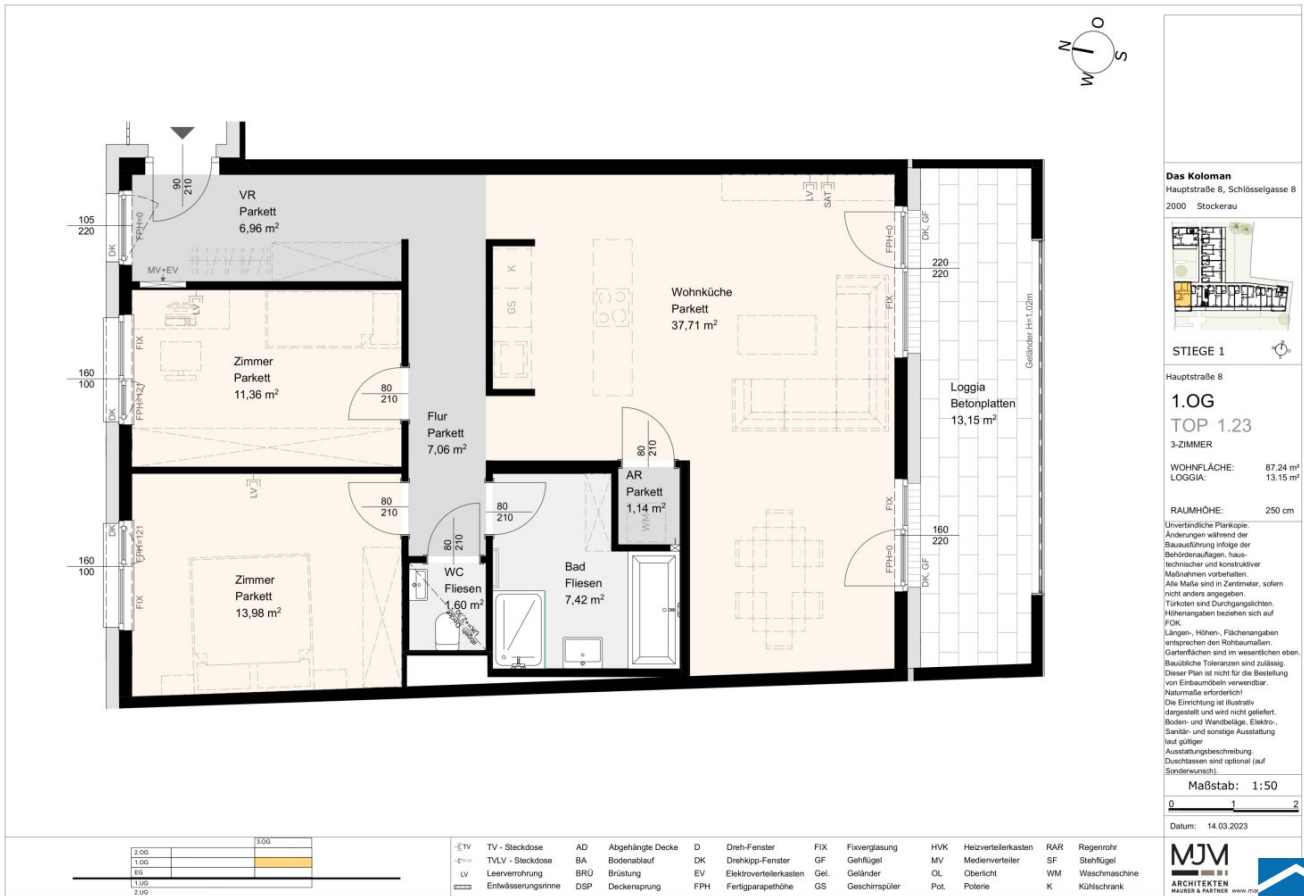 N
O
W
S
90
210
VR
Parkett
6,96 m²
105
220
DK
FPH=0
MV+EV
LV
Zimmer
Parkett
11,36 m²
FIX
160
100
DK
FPH=121
80
210
Flur
Parkett
7,06 m²
K
GS
Wohnküche
Parkett
37,71 m²
LV
SAT
FPH=0
DK, GF
220
220
FIX
Geländer H=1,02m
Loggia
Betonplatten
13,15 m²
80
210
AR
Parkett
1,14 m²
WM
FIX
160
220
FPH=0
DK, GF
LV
80
210
80
210
80
210
DK
FPH=121
160
100
FIX
Zimmer
Parkett
13,98 m²
WC
Fliesen
1,60 m²
Bad
Fliesen
7,42 m²
Das Koloman
Hauptstraße 8, Schlösselgasse 8
2000 Stockerau
STIEGE 1
Hauptstraße 8
1.OG
TOP 1.23
3-ZIMMER
WOHNFLÄCHE: 87.24 m²
LOGGIA: 13.15 m²
RAUMHÖHE: 250 cm
Unverbindliche Plankopie.
Änderungen während der
Bauausführung infolge der
Behördenauflagen, haus-
technischer und konstruktiver
Maßnahmen vorbehalten.
Alle Maße sind in Zentimeter, sofern
nicht anders angegeben.
Türkoten sind Durchgangslichten.
Höhenangaben beziehen sich auf
FOK.
Längen-, Höhen-, Flächenangaben
entsprechen den Rohbaumaßen.
Gartenflächen sind im wesentlichen eben.
Bauübliche Toleranzen sind zulässig.
Dieser Plan ist nicht für die Bestellung
von Einbaumöbeln verwendbar.
Naturmaße erforderlich!
Die Einrichtung ist illustrativ
dargestellt und wird nicht geliefert.
Boden- und Wandbeläge, Elektro-,
Sanitär- und sonstige Ausstattung
laut gültiger
Ausstattungsbeschreibung.
Duschtassen sind optional (auf
Sonderwunsch).
Maßstab: 1:50
0 1 2
Datum: 14.03.2023
MJM
ARCHITEKTEN
MAURER & PARTNER www.ma
3.OG
2.OG
1.OG
EG
1.UG
2.UG
TV TV - Steckdose AD Abgehängte Decke D Dreh-Fenster FIX Fixverglasung HVK Heizverteilerkasten RAR Regenrohr
TVLV - Steckdose BA Bodenablauf DK Drehkipp-Fenster GF Gehflügel MV Medienverteiler SF Stehflügel
LV Leerverrohrung BRÜ Brüstung EV Elektroverteilerkasten Gel. Geländer OL Oberlicht WM Waschmaschine
Entwässerungsrinne DSP Deckensprung FPH Fertigparapethöhe GS Geschirrspüler Pot. Poterie K Kühlschrank